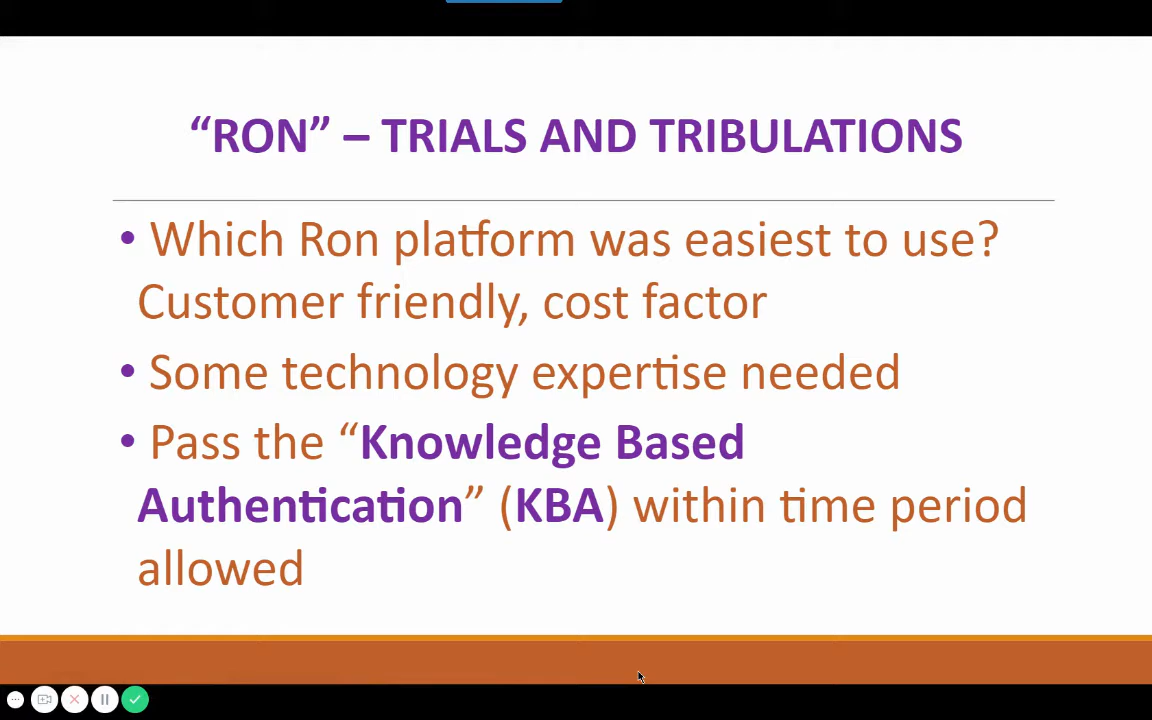 “RON” – TRIALS AND TRIBULATIONS
• Which Ron platform was easiest to use?
Customer friendly, cost factor
• Some technology expertise needed
• Pass the “Knowledge Based
Authentication” (KBA) within time period
allowed